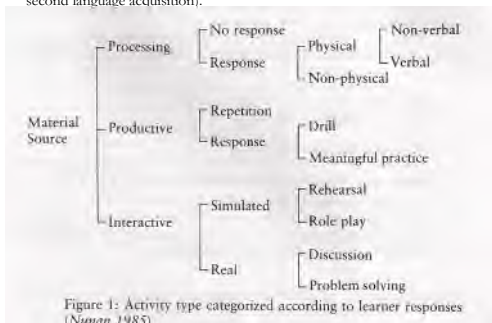 second language acquisition).
No response
Non-verbal
Processing
Physical
Response
Verbal
Non-physical
Repetition
Material
Source
Productive
Drill
Response
Meaningful practice
Rehearsal
Simulated
Interactive
Role play
Discussion
Real
Problem solving
Figure 1: Activity type categorized according to learner responses
(Nunan 1985)